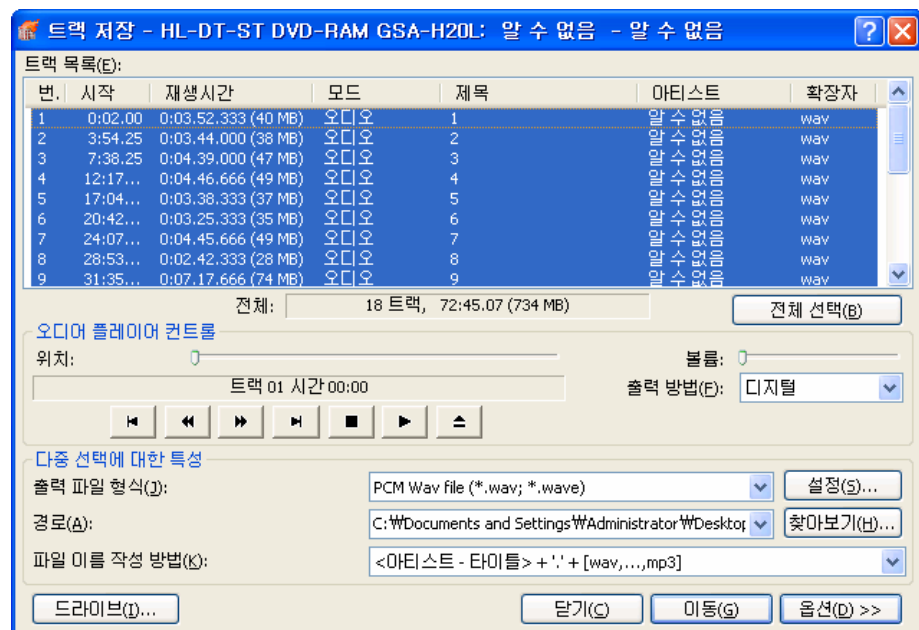 트랙 저장 - HL-DT-ST DVD-RAM GSA-H20L: 알 수 없음 - 알 수 없음
트랙 목록(E):
번. 시작 재생시간 모드 제목 아티스트 확장자
1 0:02.00 0:03.52.333 (40 MB) 오디오 1 알 수 없음 wav
2 3:54.25 0:03.44.000 (38 MB) 오디오 2 알 수 없음 wav
3 7:38.25 0:04.39.000 (47 MB) 오디오 3 알 수 없음 wav
4 12:17... 0:04.46.666 (49 MB) 오디오 4 알 수 없음 wav
5 17:04... 0:03.38.333 (37 MB) 오디오 5 알 수 없음 wav
6 20:42... 0:03.25.333 (35 MB) 오디오 6 알 수 없음 wav
7 24:07... 0:04.45.666 (49 MB) 오디오 7 알 수 없음 wav
8 28:53... 0:02.42.333 (28 MB) 오디오 8 알 수 없음 wav
9 31:35... 0:07.17.666 (74 MB) 오디오 9 알 수 없음 wav
전체: 18 트랙, 72:45.07 (734 MB) 전체 선택(B)
오디어 플레이어 컨트롤
위치: 볼륨:
트랙 01 시간 00:00 출력 방법(F): 디지털
다중 선택에 대한 특성
출력 파일 형식(J): PCM Wav file (*.wav; *.wave) 설정(S)...
경로(A): C:₩Documents and Settings₩Administrator₩Desktop 찾아보기(H)...
파일 이름 작성 방법(K): <아티스트 - 타이틀> + '.' + [wav,...,mp3]
드라이브(I)... 닫기(C) 이동(G) 옵션(D) >>